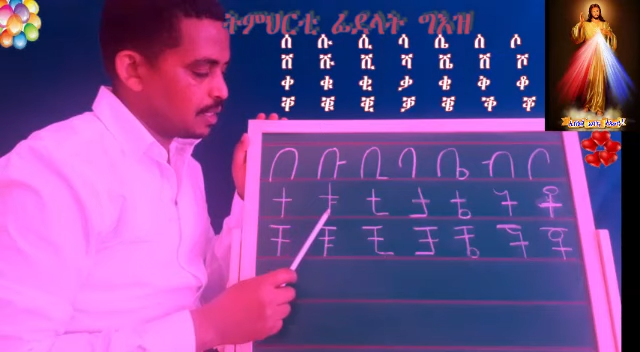 ትምህርቲ ፊደላት ግእዝ
ሰ ሱ ሲ ሳ ሴ ስ ሶ
ሸ ሹ ሺ ሻ ሼ ሽ ሾ
ቀ ቁ ቂ ቃ ቄ ቅ ቆ
ቐ ቑ ቒ ቓ ቔ ቕ ቖ
በ ቡ ቢ ባ ቤ ብ ቦ
ተ ቱ ቲ ታ ቴ ት ቶ
ቸ ቹ ቺ ቻ ቼ ች ቾ